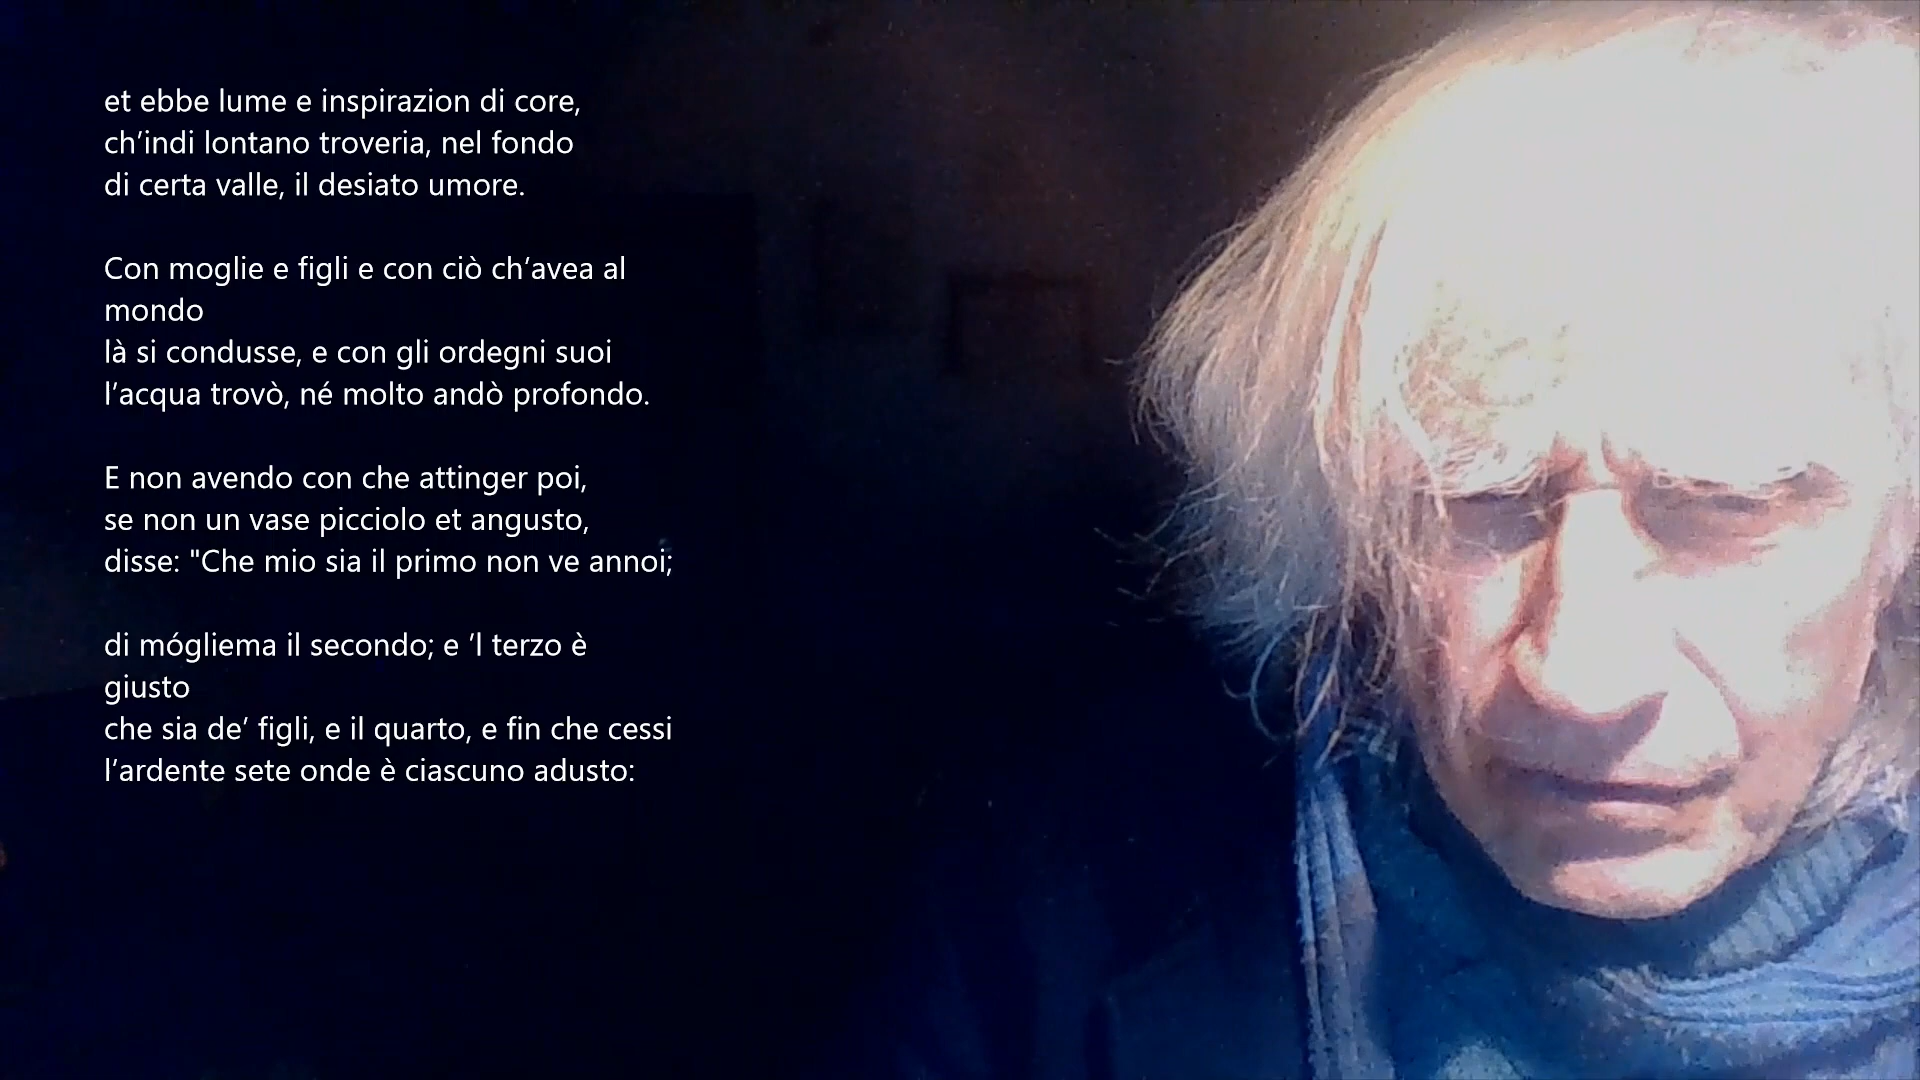 et ebbe lume e inspirazion di core,
ch’indi lontano troveria, nel fondo
di certa valle, il desiato umore.
Con moglie e figli e con ciò ch’avea al
mondo
là si condusse, e con gli ordegni suoi
l’acqua trovò, né molto andò profondo.
E non avendo con che attinger poi,
se non un vase picciolo et angusto,
disse: "Che mio sia il primo non ve annoi;
di mógliema il secondo; e ’l terzo è
giusto
che sia de’ figli, e il quarto, e fin che cessi
l’ardente sete onde è ciascuno adusto: